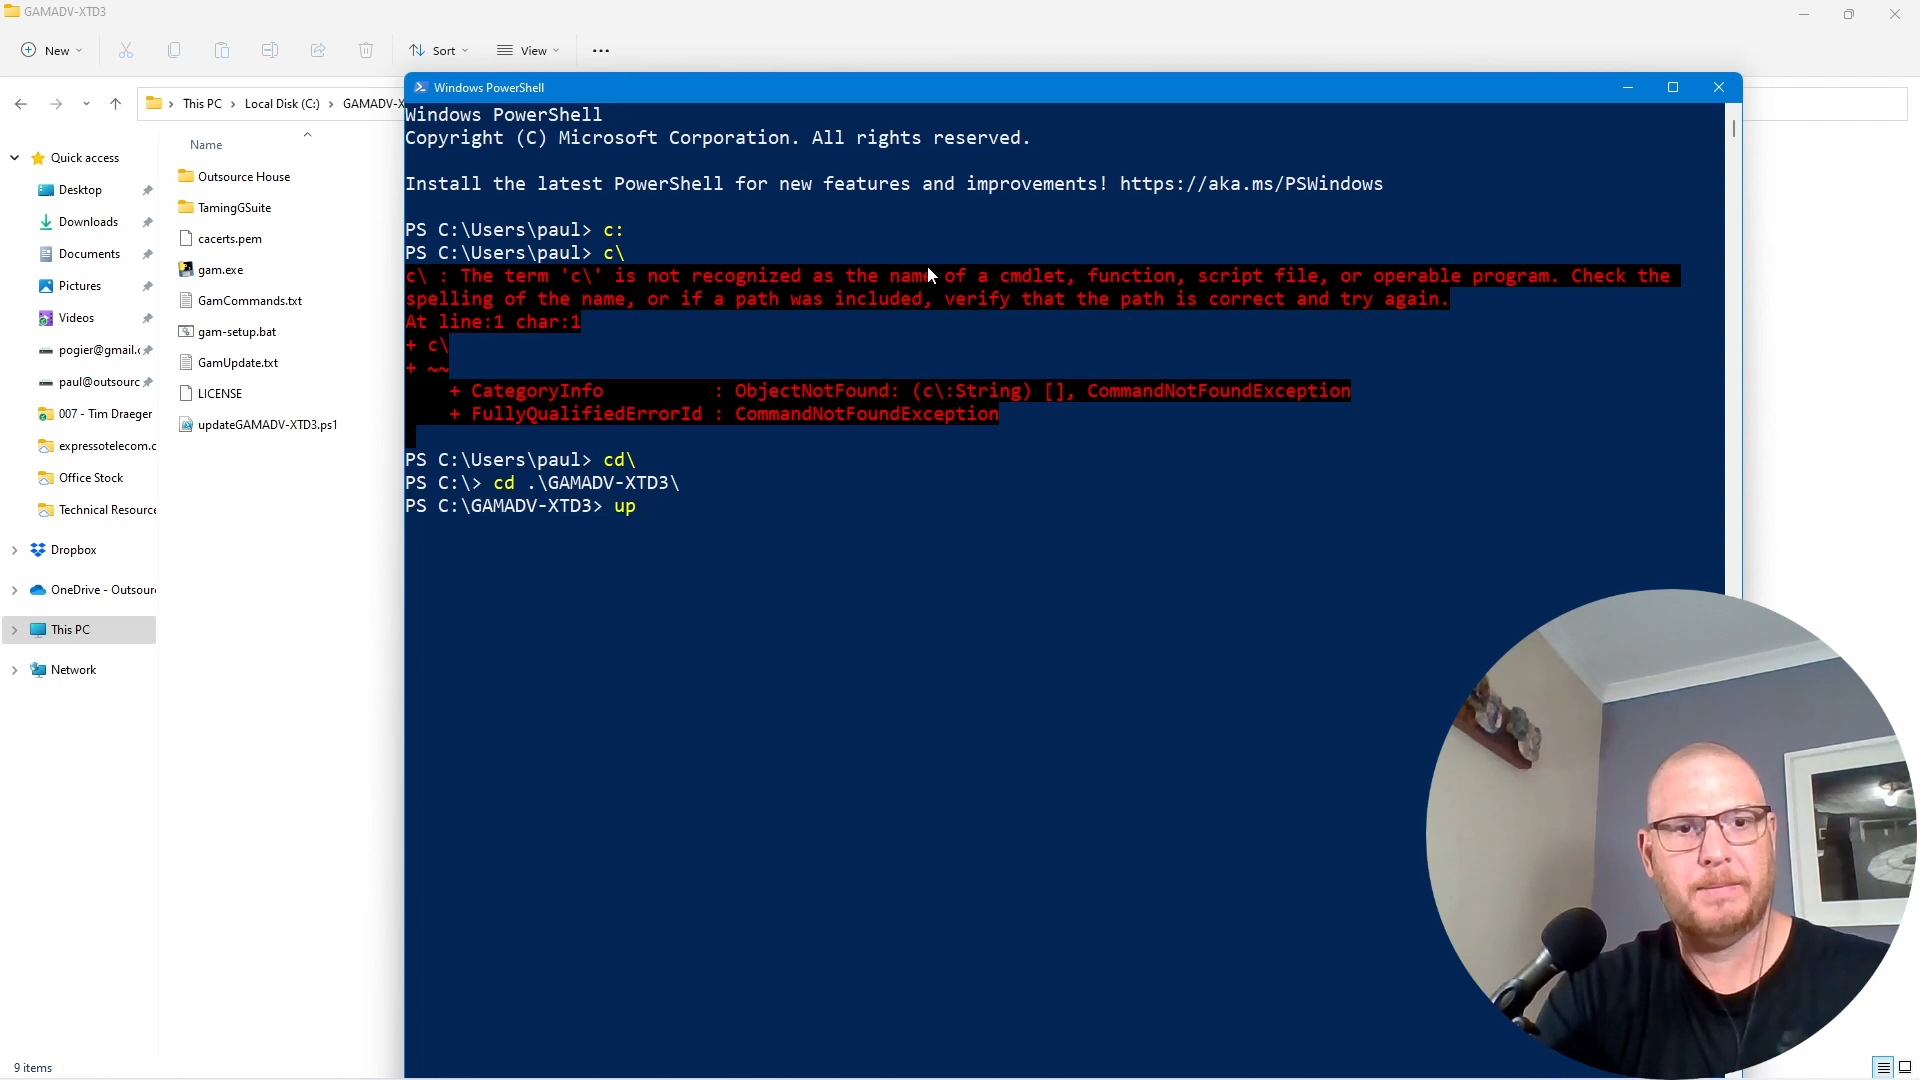 GAMADV-XTD3
New
Sort
View
This PC
Local Disk (C:)
GAMADV-X
Windows PowerShell
Windows PowerShell
Copyright (C) Microsoft Corporation. All rights reserved.
Install the latest PowerShell for new features and improvements! https://aka.ms/PSWindows
PS C:\Users\paul> c:
PS C:\Users\paul> c\
c\ : The term 'c\' is not recognized as the name of a cmdlet, function, script file, or operable program. Check the
spelling of the name, or if a path was included, verify that the path is correct and try again.
At line:1 char:1
+ c\
+ ~~
+ CategoryInfo : ObjectNotFound: (c\:String) [], CommandNotFoundException
+ FullyQualifiedErrorId : CommandNotFoundException
PS C:\Users\paul> cd\
PS C:\> cd .\GAMADV-XTD3\
PS C:\GAMADV-XTD3> up
Quick access
Desktop
Downloads
Documents
Pictures
Videos
pogier@gmail.c
paul@outsourc
007 - Tim Draeger
expressotelecom.c
Office Stock
Technical Resource
Dropbox
OneDrive - Outsour
This PC
Network
Name
Outsource House
TamingGSuite
cacerts.pem
gam.exe
GamCommands.txt
gam-setup.bat
GamUpdate.txt
LICENSE
updateGAMADV-XTD3.ps1
9 items